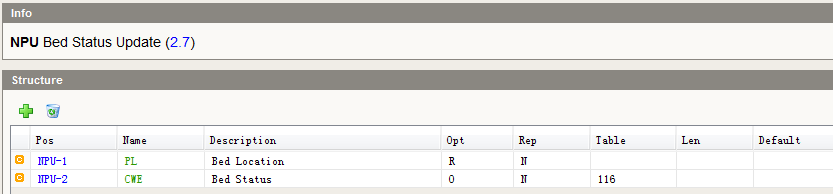 Info
NPU Bed Status Update (2.7)
Structure
Pos Name Description Opt Rep Table Len Default
C NPU-1 PL Bed Location R N
C NPU-2 CWE Bed Status O N 116